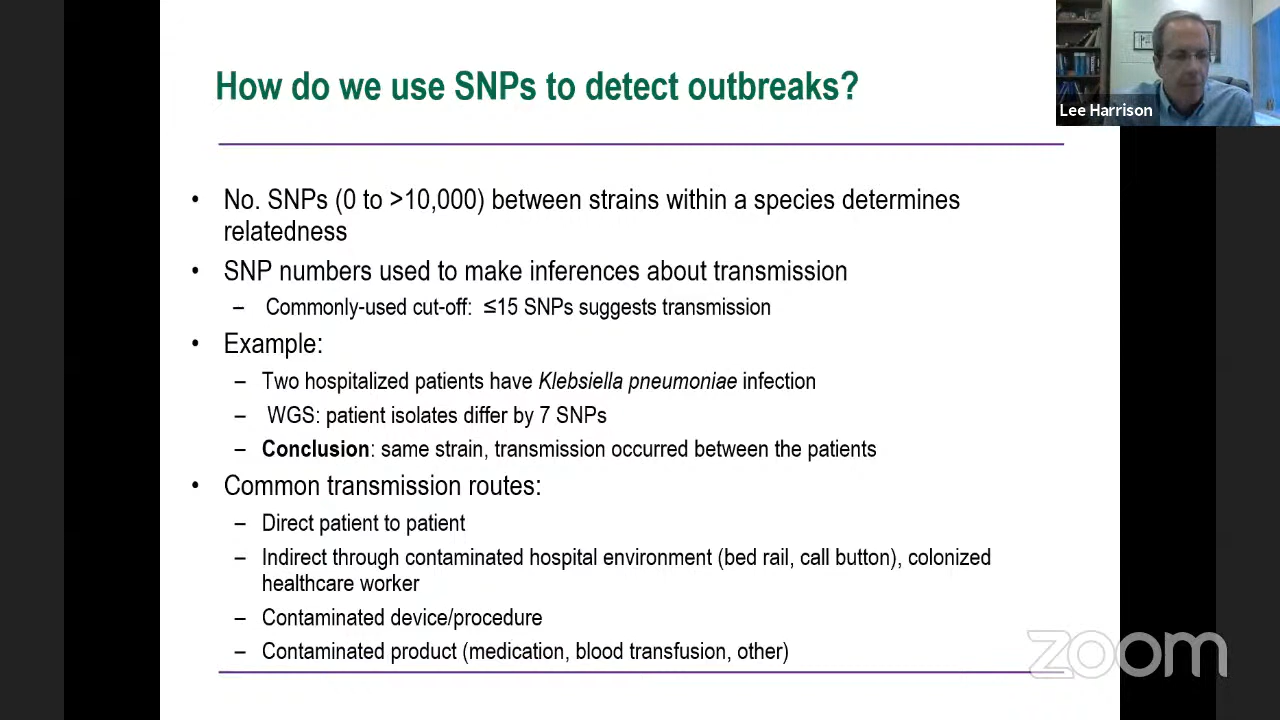 How do we use SNPs to detect outbreaks?
Lee Harrison
• No. SNPs (0 to >10,000) between strains within a species determines
relatedness
• SNP numbers used to make inferences about transmission
– Commonly-used cut-off: ≤15 SNPs suggests transmission
• Example:
– Two hospitalized patients have Klebsiella pneumoniae infection
– WGS: patient isolates differ by 7 SNPs
– Conclusion: same strain, transmission occurred between the patients
• Common transmission routes:
– Direct patient to patient
– Indirect through contaminated hospital environment (bed rail, call button), colonized
healthcare worker
– Contaminated device/procedure
– Contaminated product (medication, blood transfusion, other)
zoom